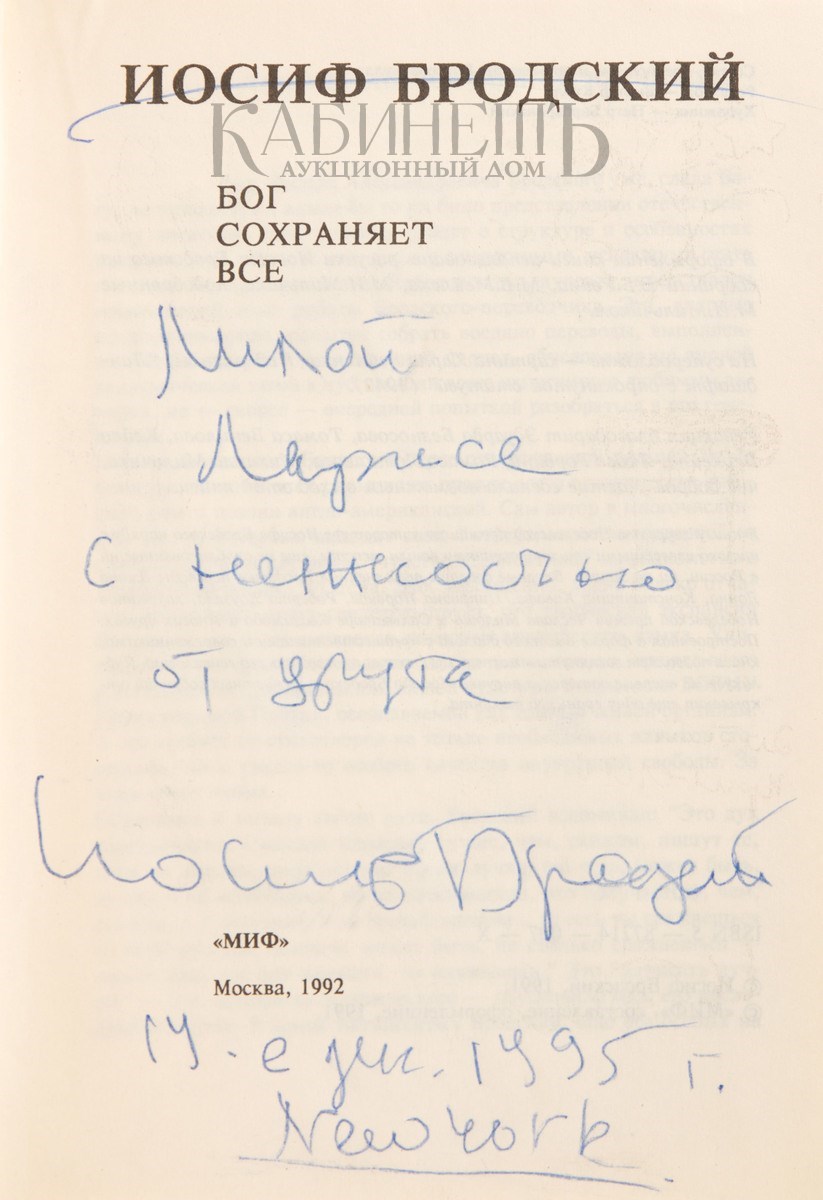 ИОСИФ БРОДСКИЙ
КАБИНЕТЪ
АУКЦИОННЫЙ ДОМ
БОГ
СОХРАНЯЕТ
ВСЕ
Милой
Ларисе
с нежностью
от друга
Иосиф Бродский
«МИФ»
Москва, 1992
14-е дек. 1995 г.
New York